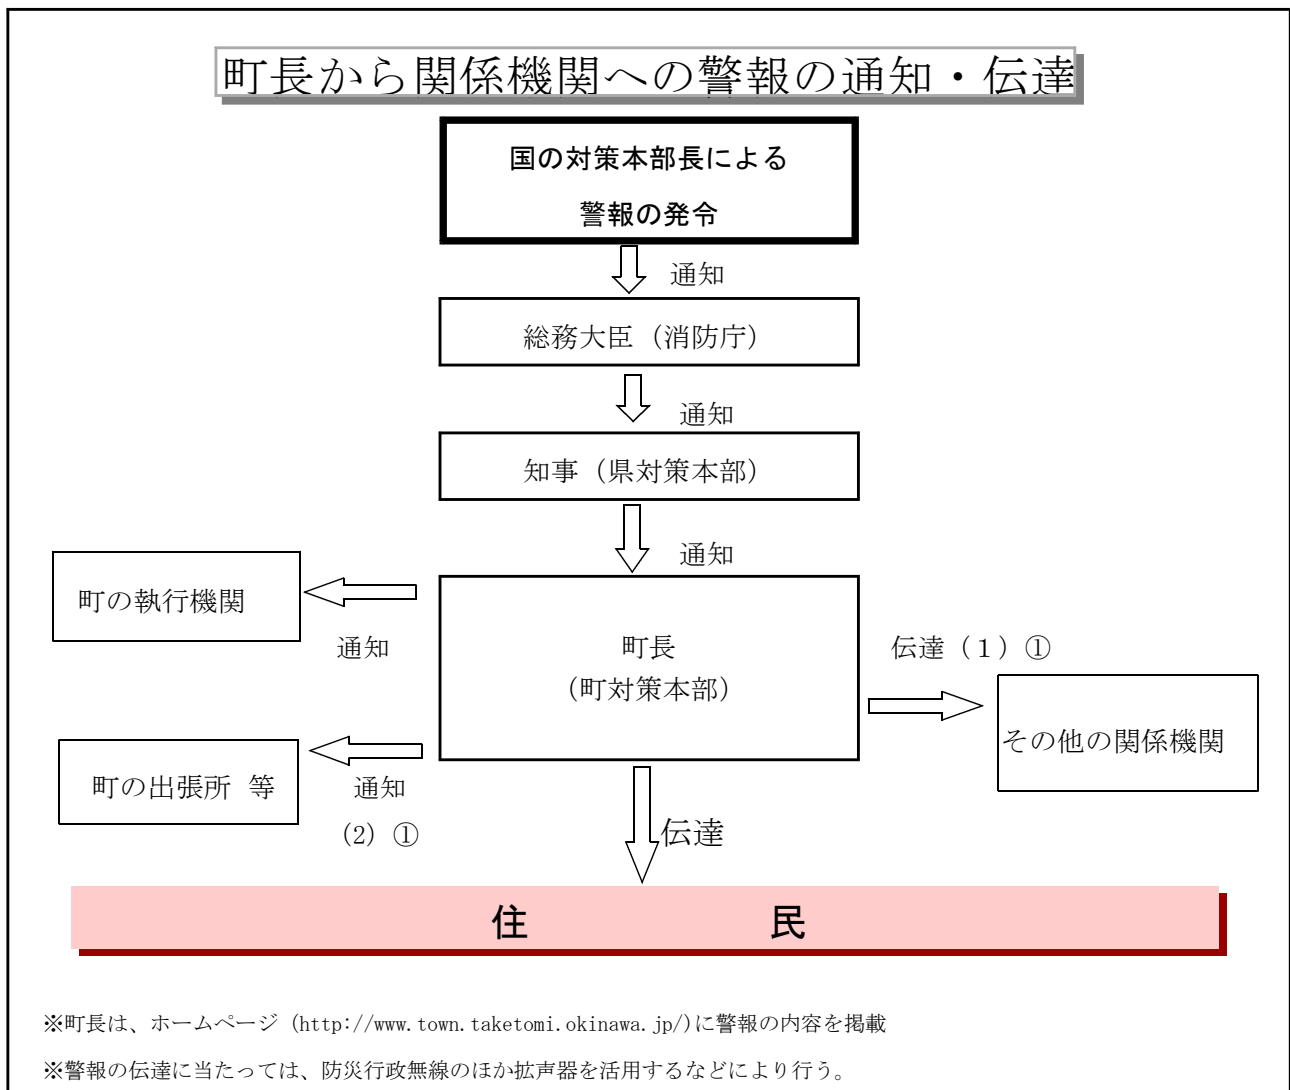 町長から関係機関への警報の通知・伝達
国の対策本部長による
警報の発令
通知
総務大臣（消防庁）
通知
知事（県対策本部）
通知
町の執行機関
通知
町長
（町対策本部）
伝達（１）①
その他の関係機関
町の出張所 等
通知
(2) ①
伝達
住　　民
※町長は、ホームページ (http://www.town.taketomi.okinawa.jp/)に警報の内容を掲載
※警報の伝達に当たっては、防災行政無線のほか拡声器を活用するなどにより行う。